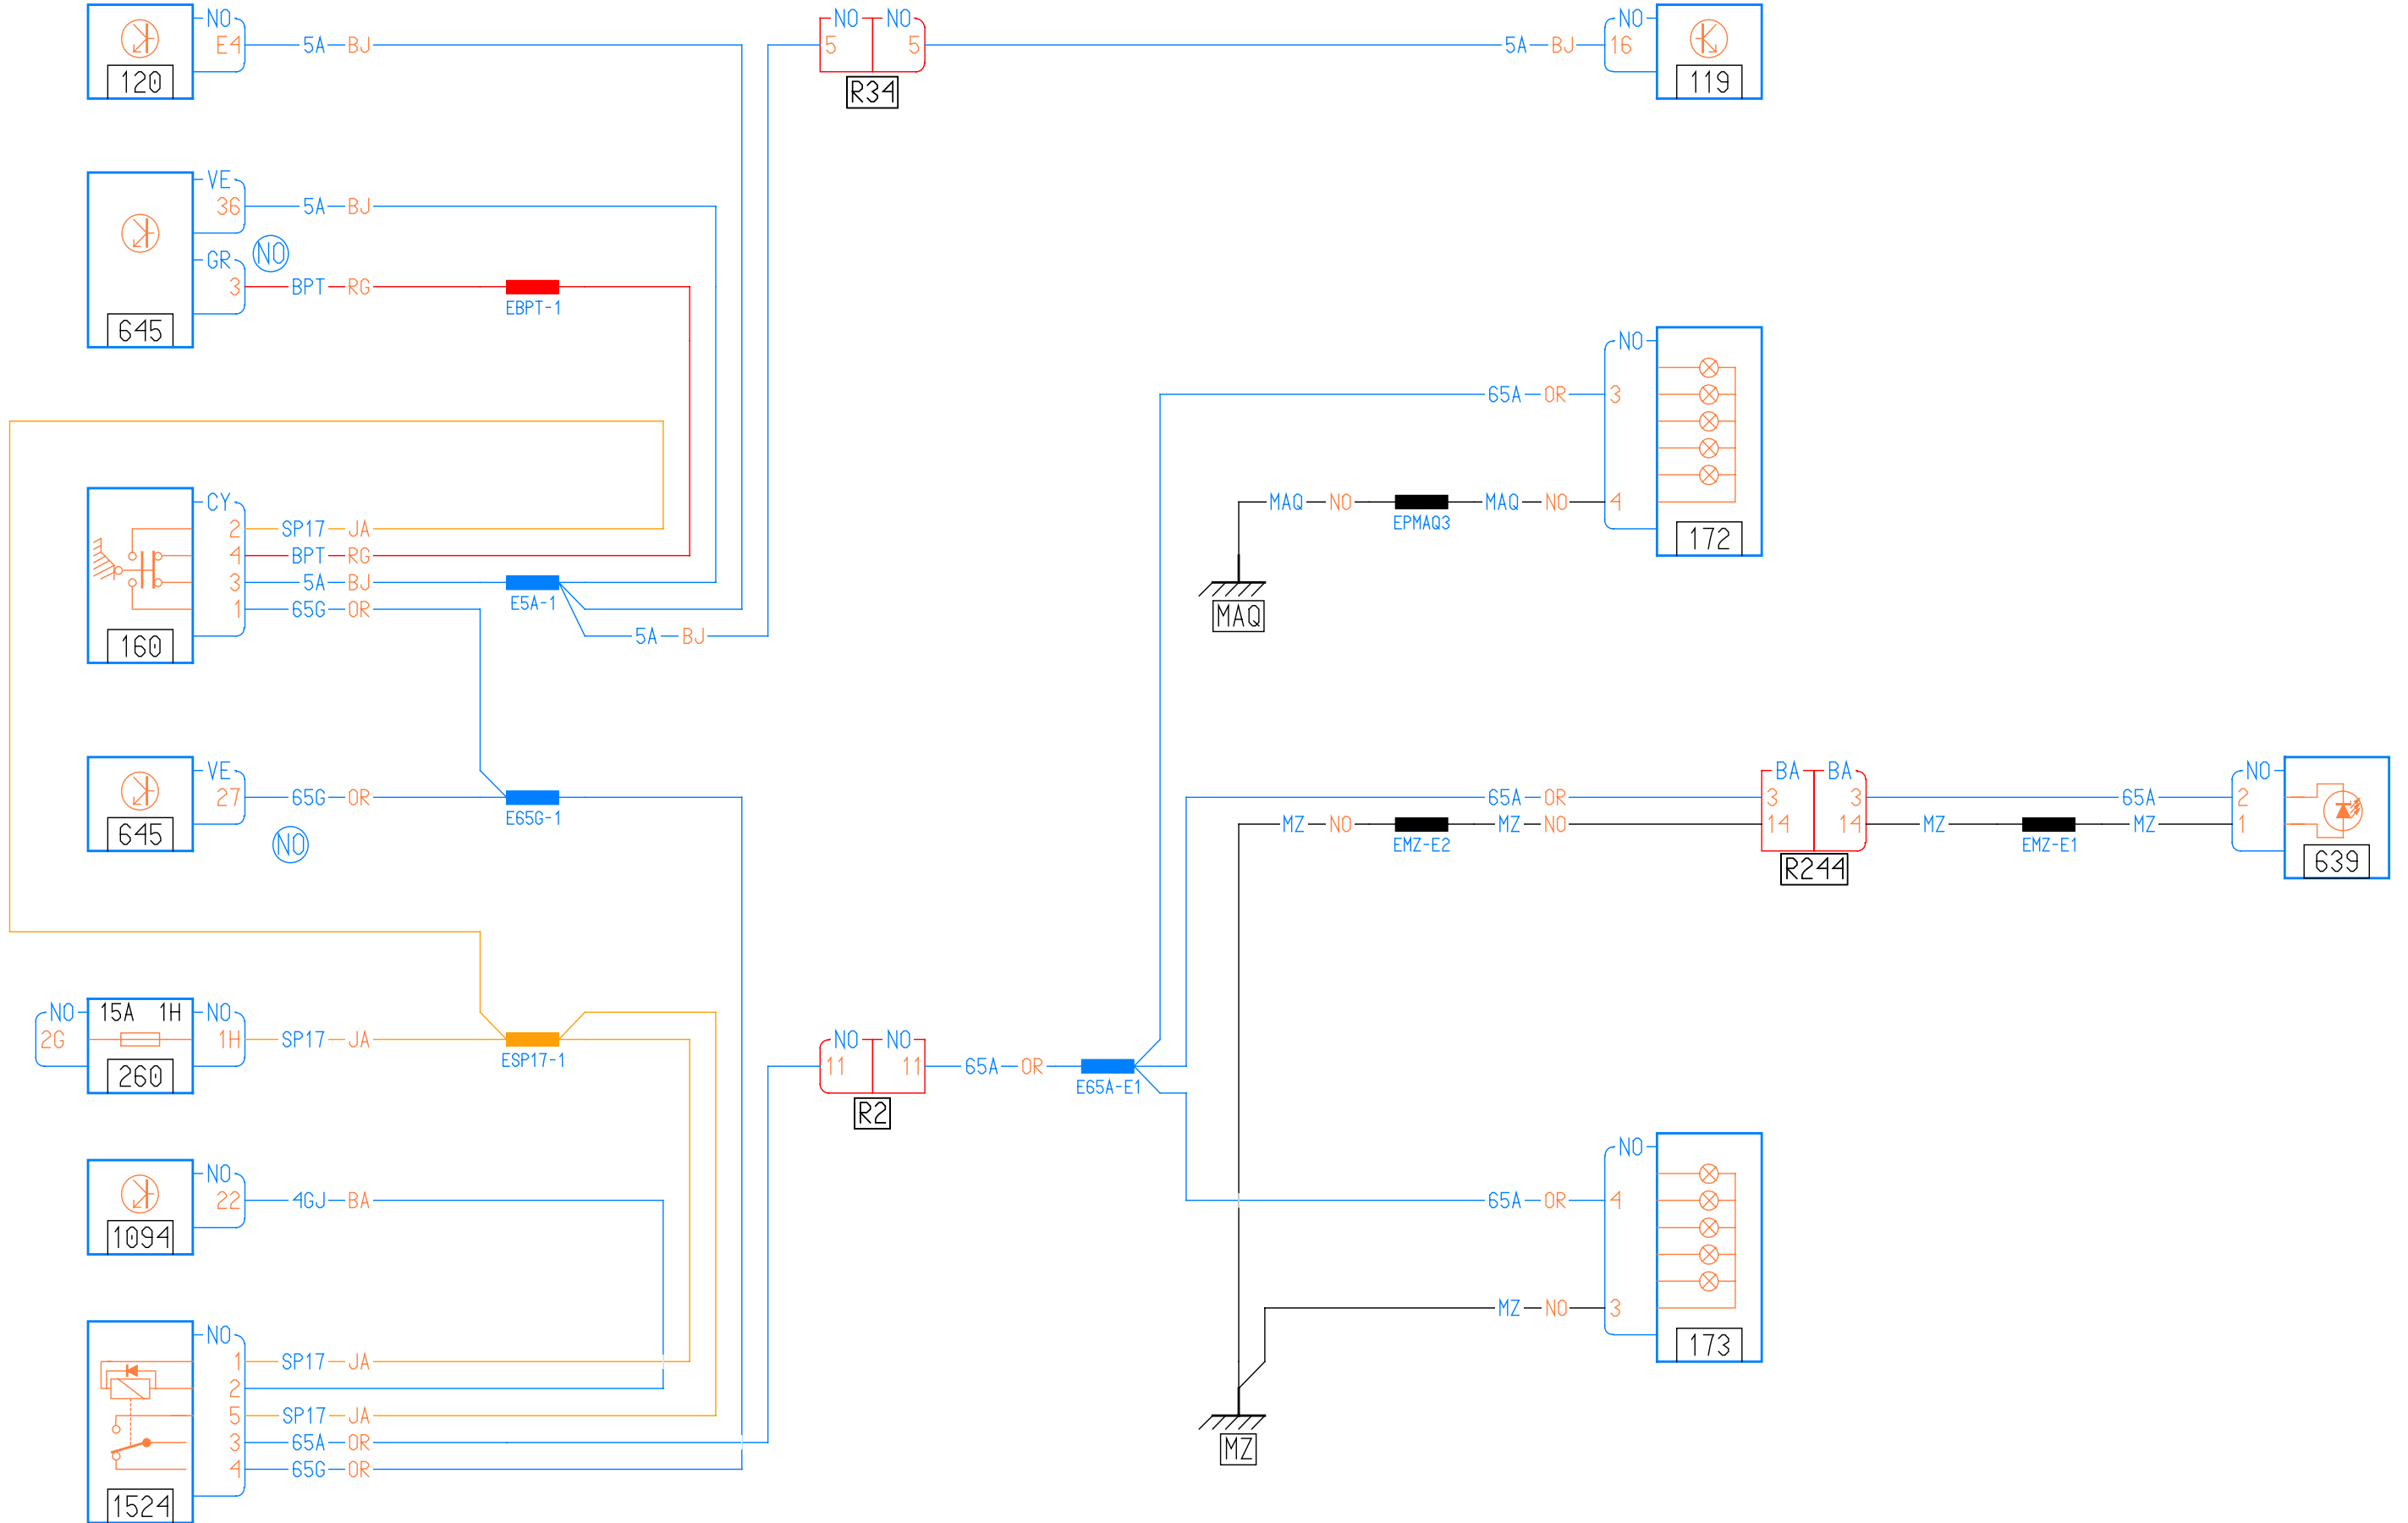 NO
E4 5A BJ
120
NO NO
5 5
R34
5A BJ
NO
16
119
VE
36 5A BJ
NO
GR
3 BPT RG
EBPT-1
645
NO
65A OR 3
MAQ NO EPMAQ3 MAQ NO 4
172
MAQ
CY
2 SP17 JA
4 BPT RG
3 5A BJ
E5A-1
1 65G OR
5A BJ
160
VE
27 65G OR
E65G-1
645
NO
BA BA
65A OR 3 3 65A
MZ NO EMZ-E2 MZ NO 14 14 MZ EMZ-E1 MZ
R244
NO
2
1
639
NO 15A 1H NO
2G 1H SP17 JA
ESP17-1
260
NO NO
11 11 65A OR
E65A-E1
R2
NO
22 4GJ BA
1094
NO
65A OR 4
MZ NO 3
173
NO
1 SP17 JA
2
5 SP17 JA
3 65A OR
4 65G OR
1524
MZ